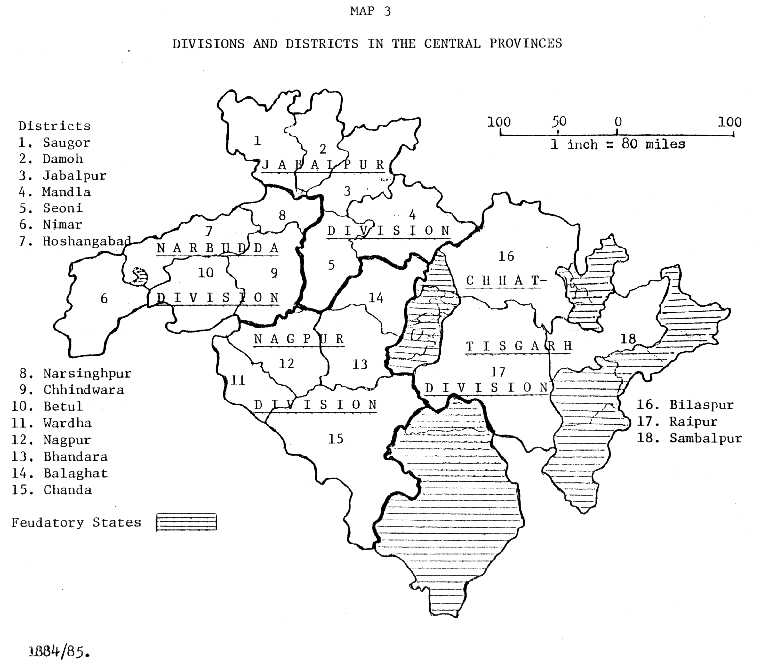 MAP 3
DIVISIONS AND DISTRICTS IN THE CENTRAL PROVINCES
Districts
1. Saugor
2. Damoh
3. Jabalpur
4. Mandla
5. Seoni
6. Nimar
7. Hoshangabad
100 50 0 100
1 inch = 80 miles
1
2
JABALPUR
3
4
DIVISION
8
7
NARBUDDA
10
9
5
6
DIVISION
16
CHHAT-
14
NAGPUR
12
13
11
TISGARH
17
18
DIVISION
DIVISION
15
8. Narsinghpur
9. Chhindwara
10. Betul
11. Wardha
12. Nagpur
13. Bhandara
14. Balaghat
15. Chanda
16. Bilaspur
17. Raipur
18. Sambalpur
Feudatory States
1884/85.